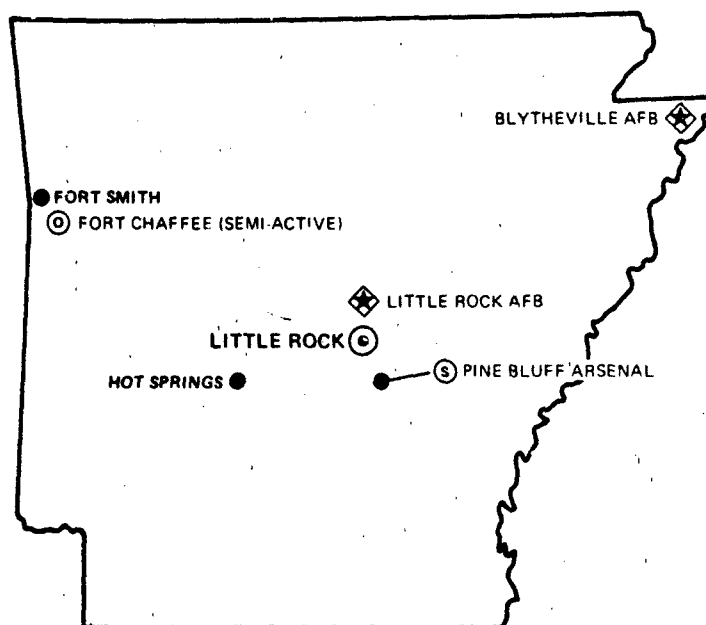 BLYTHEVILLE AFB
FORT SMITH
O FORT CHAFFEE (SEMI-ACTIVE)
LITTLE ROCK AFB
LITTLE ROCK
HOT SPRINGS
S PINE BLUFF ARSENAL